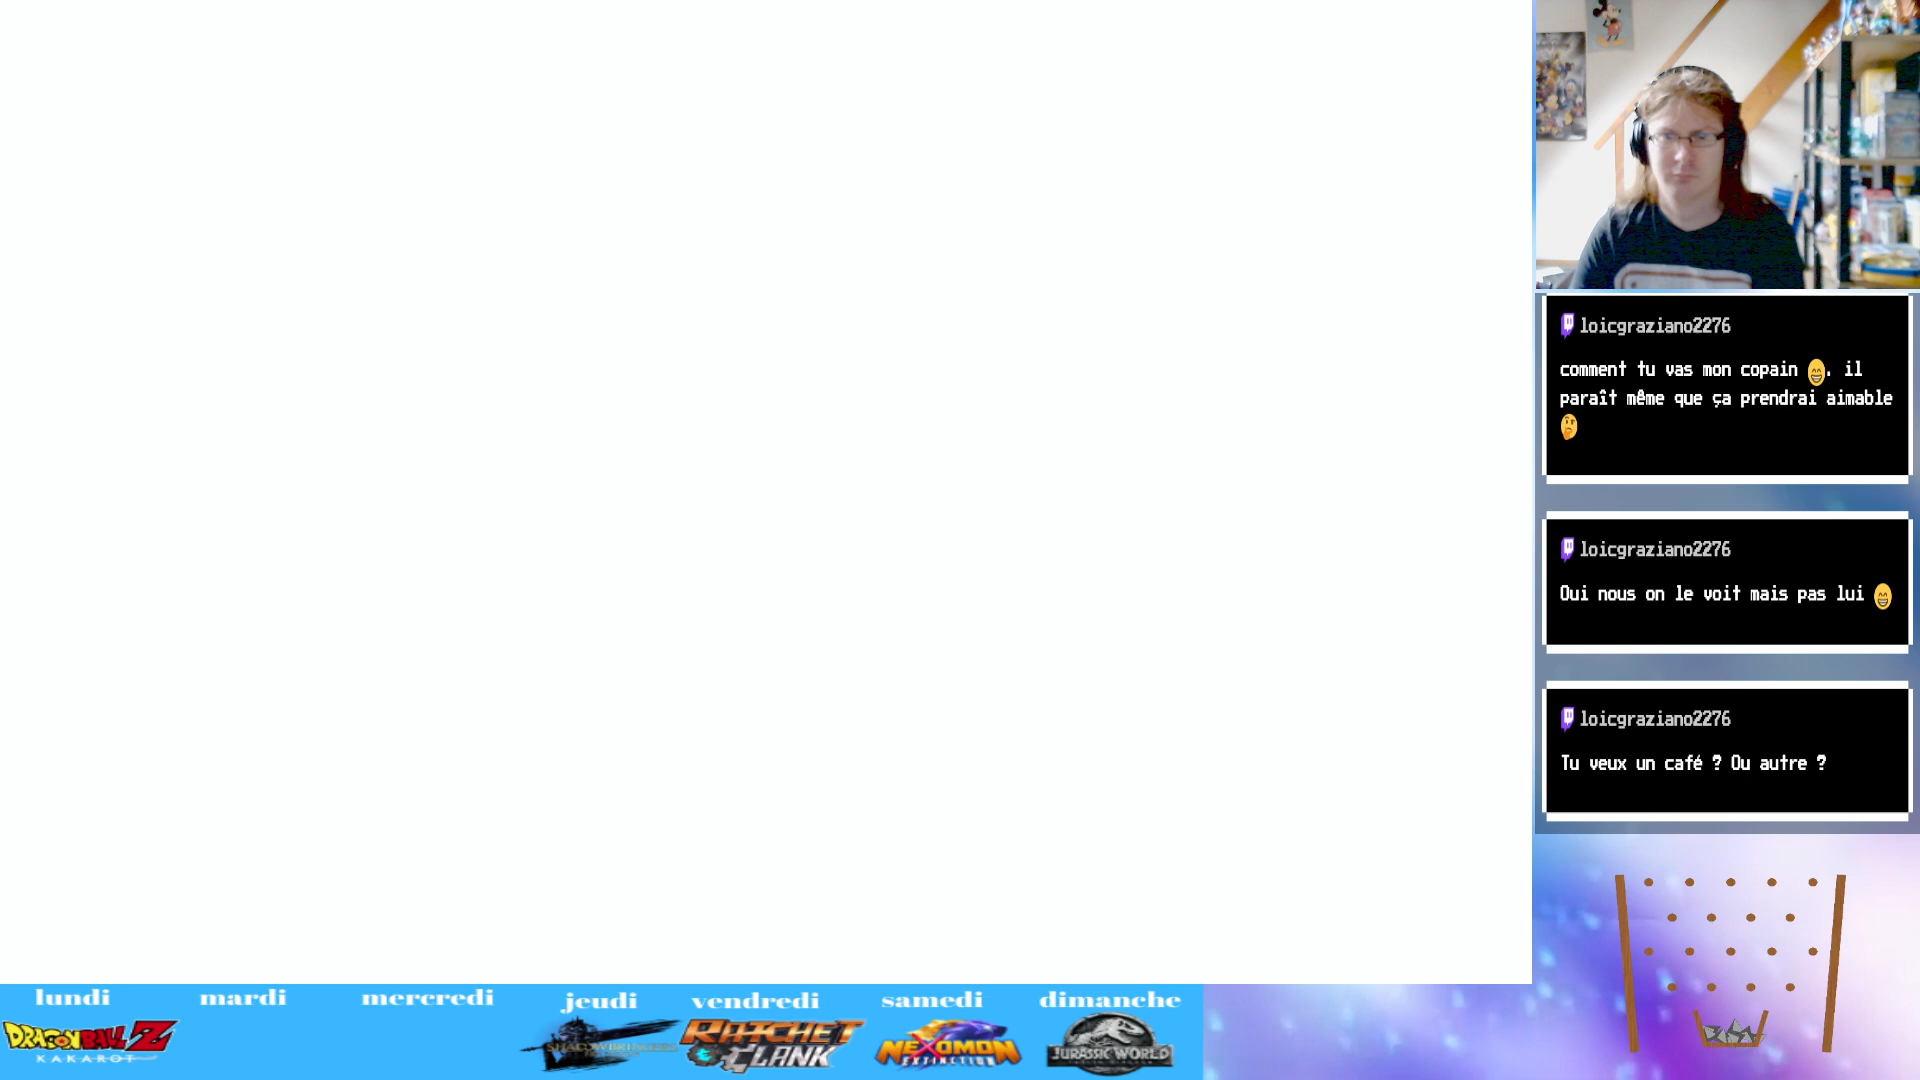 loicgraziano2276
comment tu vas mon copain 😁. il
paraît même que ça prendrai aimable
🤔
loicgraziano2276
Oui nous on le voit mais pas lui 😁
loicgraziano2276
Tu veux un café ? Ou autre ?
lundi mardi mercredi jeudi vendredi samedi dimanche
DRAGON BALL Z
KAKAROT
SHADOWBRINGERS
RATCHET
CLANK
NEXOMON
EXTINCTION
JURASSIC WORLD